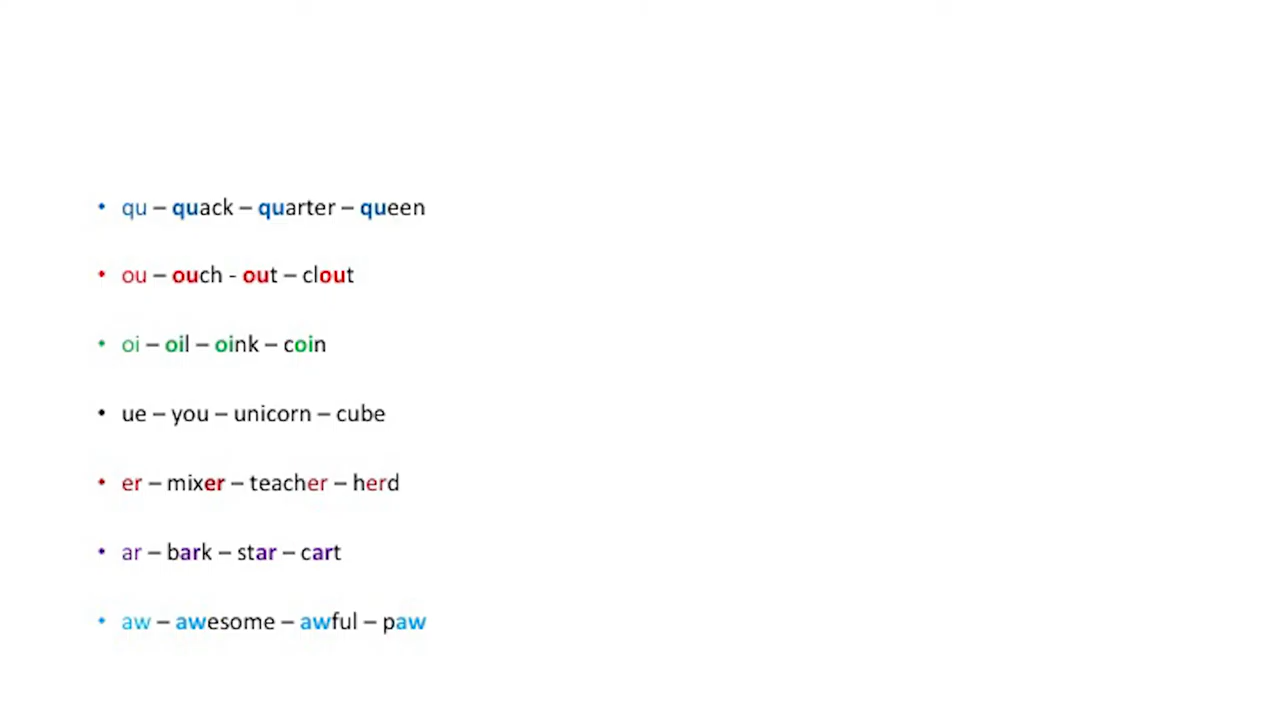 • qu – quack – quarter – queen
• ou – ouch - out – clout
• oi – oil – oink – coin
• ue – you – unicorn – cube
• er – mixer – teacher – herd
• ar – bark – star – cart
• aw – awesome – awful – paw